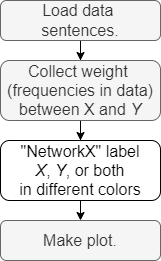 Load data
sentences.
Collect weight
(frequencies in data)
between X and Y
"NetworkX" label
X, Y, or both
in different colors
Make plot.